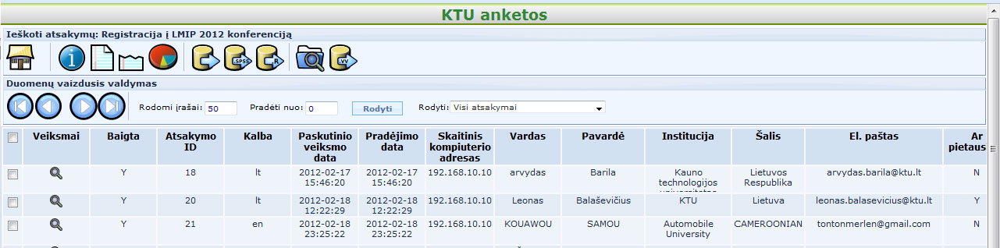 KTU anketos
Ieškoti atsakymų: Registracija į LMIP 2012 konferenciją
SPSS R .VV
Duomenų vaizdusis valdymas
Rodomi įrašai: 50 Pradėti nuo: 0 Rodyti Rodyti: Visi atsakymai
Veiksmai Baigta Atsakymo ID Kalba Paskutinio veiksmo data Pradėjimo data Skaitinis kompiuterio adresas Vardas Pavardė Institucija Šalis El. paštas Ar pietaus
Y 18 lt 2012-02-17 15:46:20 2012-02-17 15:46:20 192.168.10.10 arvydas Barila Kauno technologijos Lietuvos Respublika arvydas.barila@ktu.lt N
Y 20 lt 2012-02-18 12:22:29 2012-02-18 12:22:29 192.168.10.10 Leonas Balaševičius KTU Lietuva leonas.balasevicius@ktu.lt Y
Y 21 en 2012-02-18 23:25:22 2012-02-18 23:25:22 192.168.10.10 KOUAWOU SAMOU Automobile University CAMEROONIAN tontonmerlen@gmail.com N